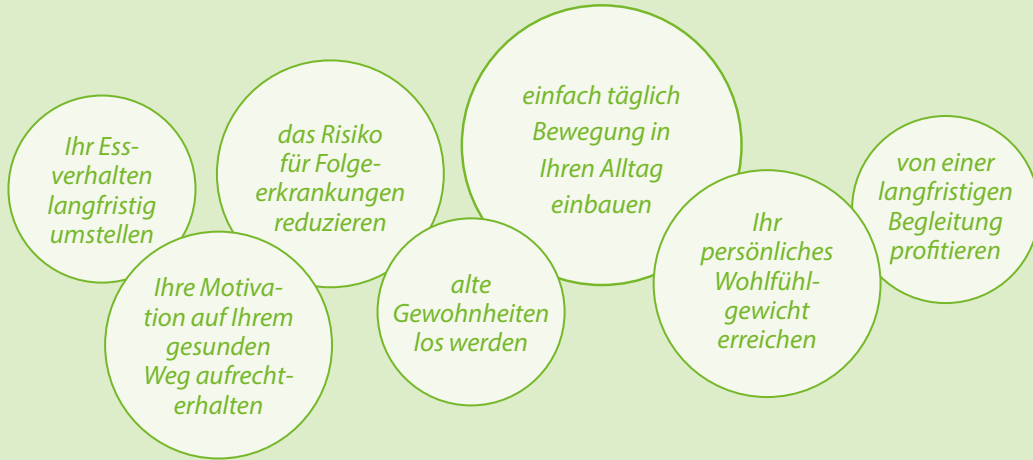 Ihr Ess-
verhalten
langfristig
umstellen
das Risiko
für Folge-
erkrankungen
reduzieren
einfach täglich
Bewegung in
Ihren Alltag
einbauen
von einer
langfristigen
Begleitung
profitieren
Ihre Motiva-
tion auf Ihrem
gesunden
Weg aufrecht-
erhalten
alte
Gewohnheiten
los werden
Ihr
persönliches
Wohlfühl-
gewicht
erreichen